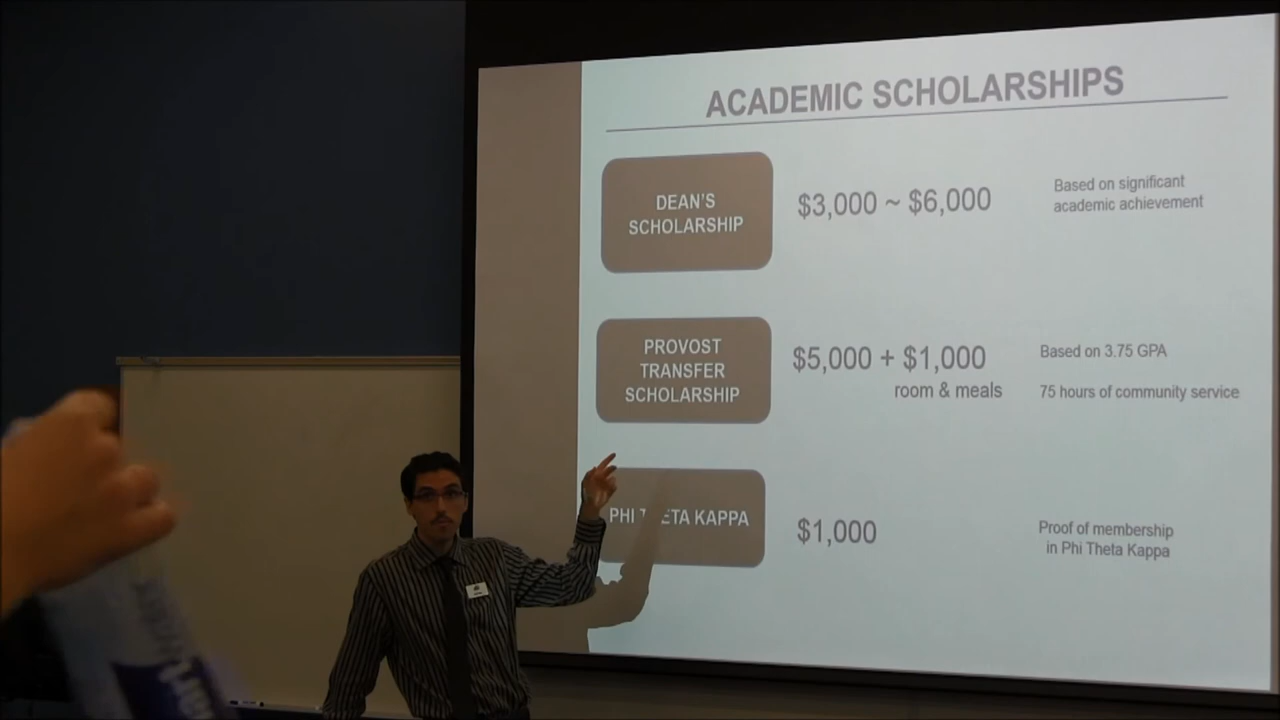 ACADEMIC SCHOLARSHIPS
DEAN'S
SCHOLARSHIP
$3,000 ~ $6,000
Based on significant
academic achievement
PROVOST
TRANSFER
SCHOLARSHIP
$5,000 + $1,000
room & meals
Based on 3.75 GPA
75 hours of community service
PHI THETA KAPPA
$1,000
Proof of membership
in Phi Theta Kappa